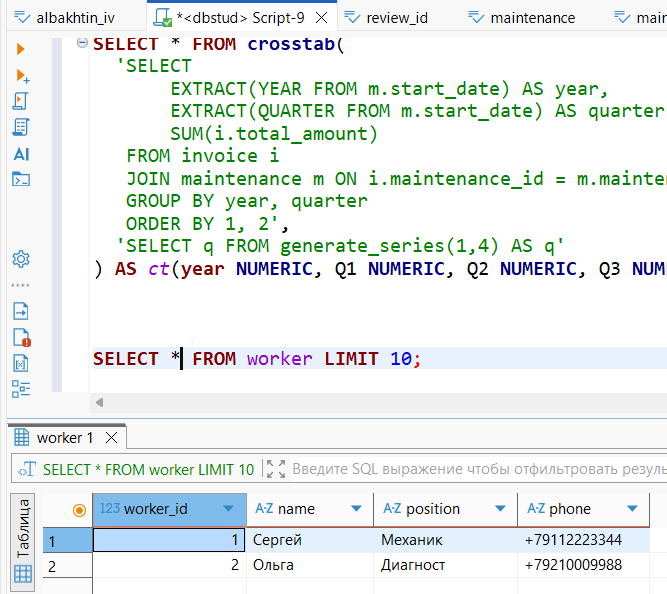 albakhtin_iv *<dbstud> Script-9 review_id maintenance main
SELECT * FROM crosstab(
'SELECT
EXTRACT(YEAR FROM m.start_date) AS year,
EXTRACT(QUARTER FROM m.start_date) AS quarter
SUM(i.total_amount)
FROM invoice i
JOIN maintenance m ON i.maintenance_id = m.mainten
GROUP BY year, quarter
ORDER BY 1, 2',
'SELECT q FROM generate_series(1,4) AS q'
) AS ct(year NUMERIC, Q1 NUMERIC, Q2 NUMERIC, Q3 NUM
AI
SELECT * FROM worker LIMIT 10;
worker 1
SELECT * FROM worker LIMIT 10 Введите SQL выражение чтобы отфильтровать резуль
Таблица
123 worker_id A-Z name A-Z position A-Z phone
1 1 Сергей Механик +79112223344
2 2 Ольга Диагност +79210009988